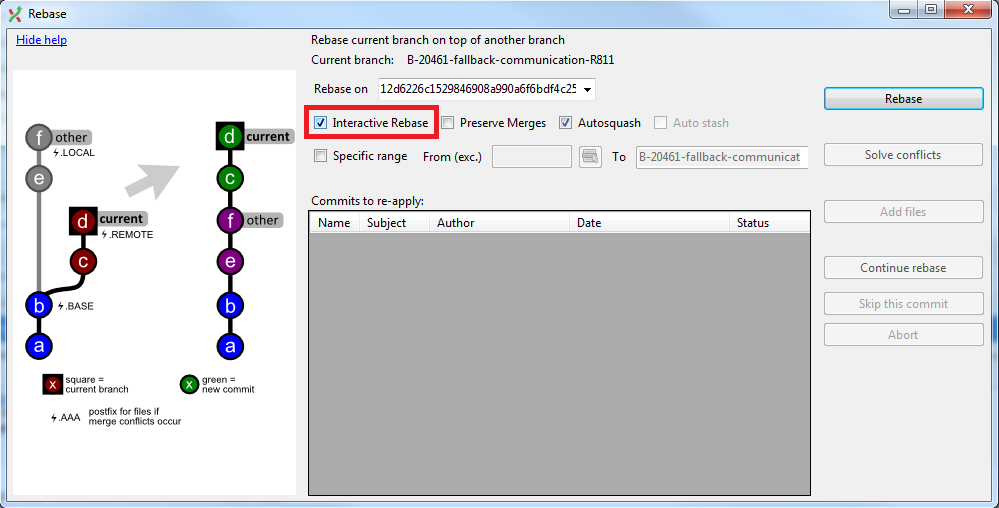 Rebase
Hide help
Rebase current branch on top of another branch
Current branch: B-20461-fallback-communication-R811
Rebase on 12d6226c1529846908a990a6f6bdf4c25
Interactive Rebase Preserve Merges Autosquash Auto stash
Specific range From (exc.) To B-20461-fallback-communicat
Commits to re-apply:
Name Subject Author Date Status
Rebase
Solve conflicts
Add files
Continue rebase
Skip this commit
Abort
f other
.LOCAL
e
d current
.REMOTE
c
b .BASE
a
d current
c
f other
e
b
a
x square =
current branch
x green =
new commit
.AAA postfix for files if
merge conflicts occur